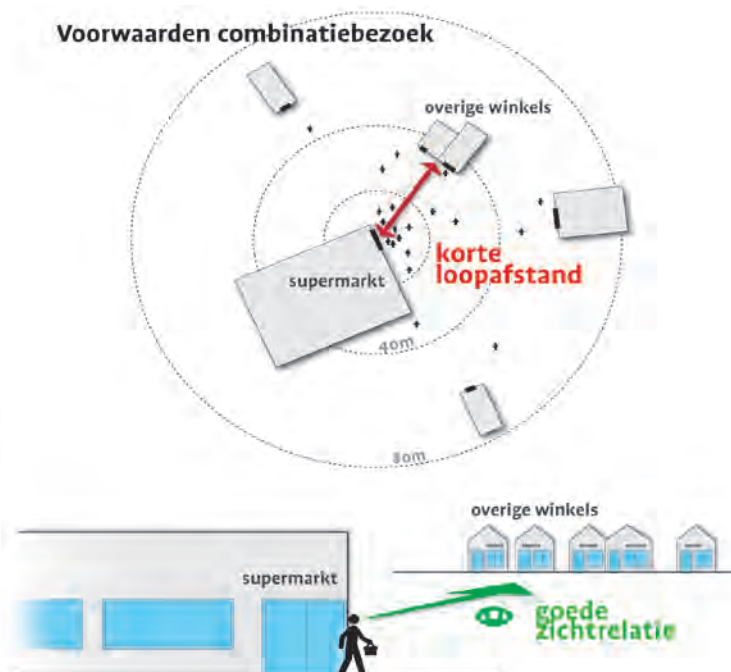 Voorwaarden combinatiebezoek
overige winkels
korte
loopafstand
supermarkt
40m
80m
overige winkels
supermarkt
goede
zichtrelatie